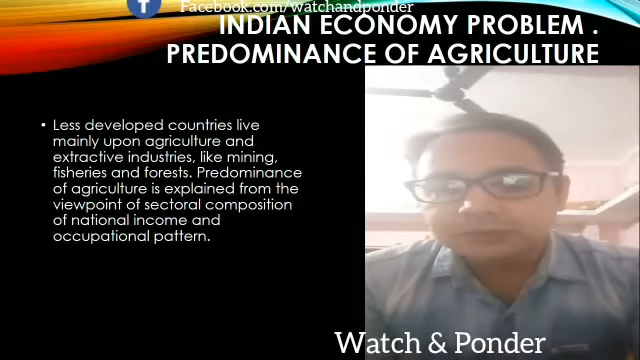 Facebook.com/watchandponder
INDIAN ECONOMY PROBLEM .
PREDOMINANCE OF AGRICULTURE
• Less developed countries live
mainly upon agriculture and
extractive industries, like mining,
fisheries and forests. Predominance
of agriculture is explained from the
viewpoint of sectoral composition
of national income and
occupational pattern.
Watch & Ponder